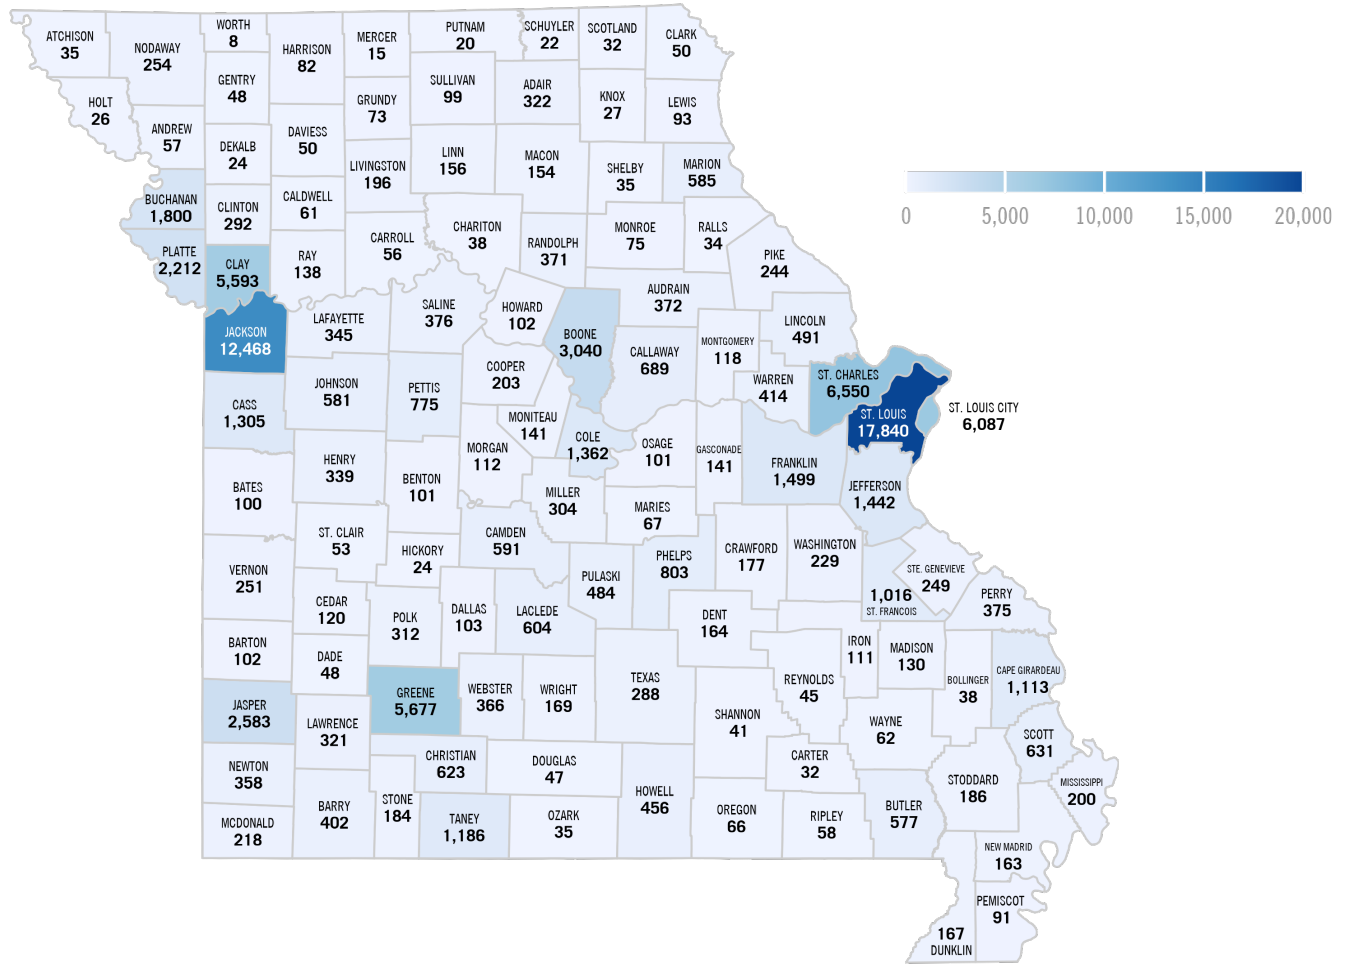 ATCHISON
35
NODAWAY
254
WORTH
8
HARRISON
82
MERCER
15
PUTNAM
20
SCHUYLER
22
SCOTLAND
32
CLARK
50
HOLT
26
GENTRY
48
GRUNDY
73
SULLIVAN
99
ADAIR
322
KNOX
27
LEWIS
93
ANDREW
57
DEKALB
24
DAVIESS
50
LIVINGSTON
196
LINN
156
MACON
154
SHELBY
35
MARION
585
BUCHANAN
1,800
CLINTON
292
CALDWELL
61
CARROLL
56
CHARITON
38
RANDOLPH
371
MONROE
75
RALLS
34
PIKE
244
0
5,000
10,000
15,000
20,000
PLATTE
2,212
CLAY
5,593
RAY
138
JACKSON
12,468
LAFAYETTE
345
SALINE
376
HOWARD
102
BOONE
3,040
AUDRAIN
372
CALLAWAY
689
MONTGOMERY
118
LINCOLN
491
WARREN
414
ST. CHARLES
6,550
ST. LOUIS
17,840
ST. LOUIS CITY
6,087
CASS
1,305
JOHNSON
581
PETTIS
775
COOPER
203
MONITEAU
141
COLE
1,362
OSAGE
101
GASCONADE
141
FRANKLIN
1,499
JEFFERSON
1,442
BATES
100
HENRY
339
BENTON
101
MORGAN
112
MILLER
304
MARIES
67
VERNON
251
ST. CLAIR
53
HICKORY
24
CAMDEN
591
PULASKI
484
PHELPS
803
CRAWFORD
177
WASHINGTON
229
1,016
ST. FRANCOIS
STE. GENEVIEVE
249
PERRY
375
CEDAR
120
POLK
312
DALLAS
103
LACLEDE
604
DENT
164
IRON
111
MADISON
130
BOLLINGER
38
CAPE GIRARDEAU
1,113
BARTON
102
DADE
48
GREENE
5,677
WEBSTER
366
WRIGHT
169
TEXAS
288
REYNOLDS
45
SHANNON
41
WAYNE
62
SCOTT
631
JASPER
2,583
LAWRENCE
321
CHRISTIAN
623
DOUGLAS
47
CARTER
32
STODDARD
186
MISSISSIPPI
200
NEWTON
358
BARRY
402
STONE
184
TANEY
1,186
OZARK
35
HOWELL
456
OREGON
66
RIPLEY
58
BUTLER
577
MCDONALD
218
NEW MADRID
163
PEMISCOT
91
167
DUNKLIN